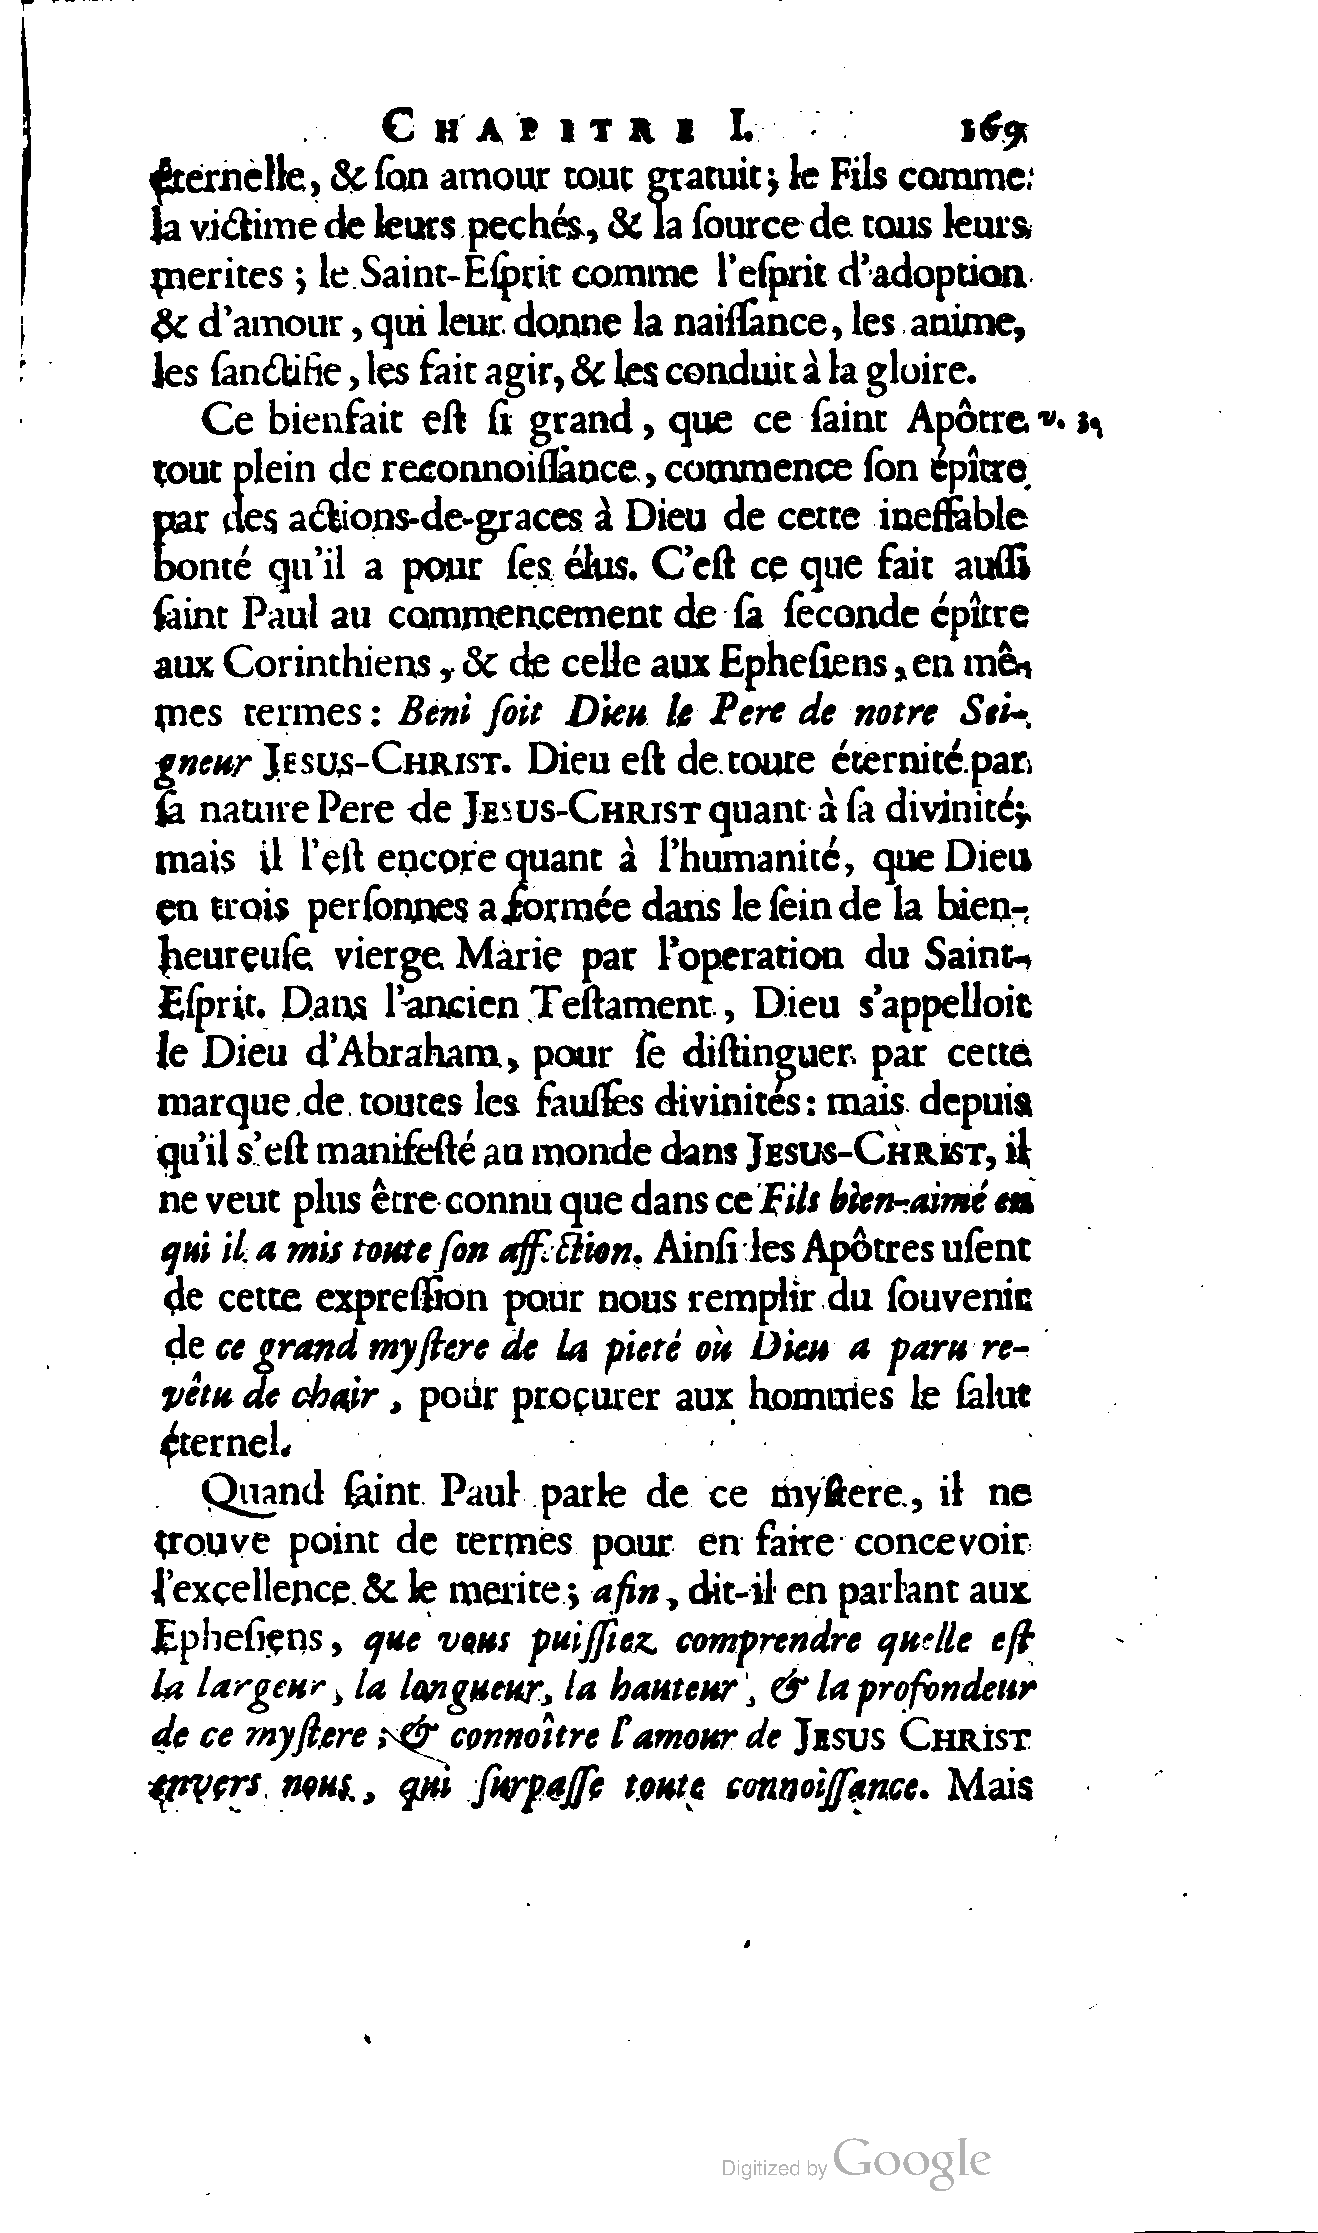 CHAPITRE I. 169
éternelle, & ſon amour tout gratuit; le Fils comme
la victime de leurs pechés, & la ſource de tous leurs
merites ; le Saint-Eſprit comme l'eſprit d'adoption
& d'amour, qui leur donne la naiſſance, les anime,
les ſanctifie, les fait agir, & les conduit à la gloire.
Ce bienfait eſt ſi grand, que ce ſaint Apôtre v. 3.
tout plein de reconnoiſſance, commence ſon épître
par des actions-de-graces à Dieu de cette ineffable
bonté qu'il a pour ſes élus. C'eſt ce que fait auſſi
ſaint Paul au commencement de ſa ſeconde épître
aux Corinthiens, & de celle aux Epheſiens, en mê-
mes termes : Beni ſoit Dieu le Pere de notre Sei-
gneur JESUS-CHRIST. Dieu eſt de toute éternité par
ſa nature Pere de JESUS-CHRIST quant à ſa divinité;
mais il l'eſt encore quant à l'humanité, que Dieu
en trois perſonnes a formée dans le ſein de la bien-
heureuſe vierge Marie par l'operation du Saint-
Eſprit. Dans l'ancien Teſtament, Dieu s'appelloit
le Dieu d'Abraham, pour ſe diſtinguer par cette
marque de toutes les fauſſes divinités : mais depuis
qu'il s'eſt manifeſté au monde dans JESUS-CHRIST, il
ne veut plus être connu que dans ce Fils bien-aimé en
qui il a mis toute ſon affection. Ainſi les Apôtres uſent
de cette expreſſion pour nous remplir du ſouvenir
de ce grand myſtere de la pieté où Dieu a paru re-
vêtu de chair, pour procurer aux hommes le ſalut
éternel.
Quand ſaint Paul parle de ce myſtere, il ne
trouve point de termes pour en faire concevoir
l'excellence & le merite; afin, dit-il en parlant aux
Epheſiens, que vous puiſſiez comprendre quelle eſt
la largeur, la longueur, la hauteur, & la profondeur
de ce myſtere ; & connoître l'amour de JESUS CHRIST
envers nous, qui ſurpaſſe toute connoiſſance. Mais
Digitized by Google